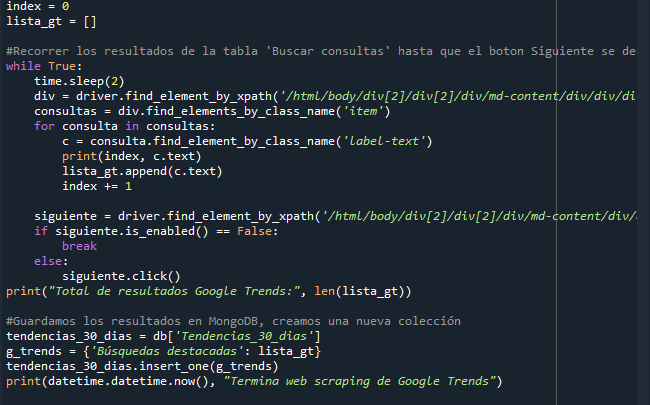 index = 0
lista_gt = []
#Recorrer los resultados de la tabla 'Buscar consultas' hasta que el boton Siguiente se de
while True:
    time.sleep(2)
    div = driver.find_element_by_xpath('/html/body/div[2]/div[2]/div/md-content/div/div/di
    consultas = div.find_elements_by_class_name('item')
    for consulta in consultas:
        c = consulta.find_element_by_class_name('label-text')
        print(index, c.text)
        lista_gt.append(c.text)
        index += 1
    siguiente = driver.find_element_by_xpath('/html/body/div[2]/div[2]/div/md-content/div/
    if siguiente.is_enabled() == False:
        break
    else:
        siguiente.click()
print("Total de resultados Google Trends:", len(lista_gt))
#Guardamos los resultados en MongoDB, creamos una nueva colección
tendencias_30_dias = db['Tendencias_30_dias']
g_trends = {'Búsquedas destacadas': lista_gt}
tendencias_30_dias.insert_one(g_trends)
print(datetime.datetime.now(), "Termina web scraping de Google Trends")